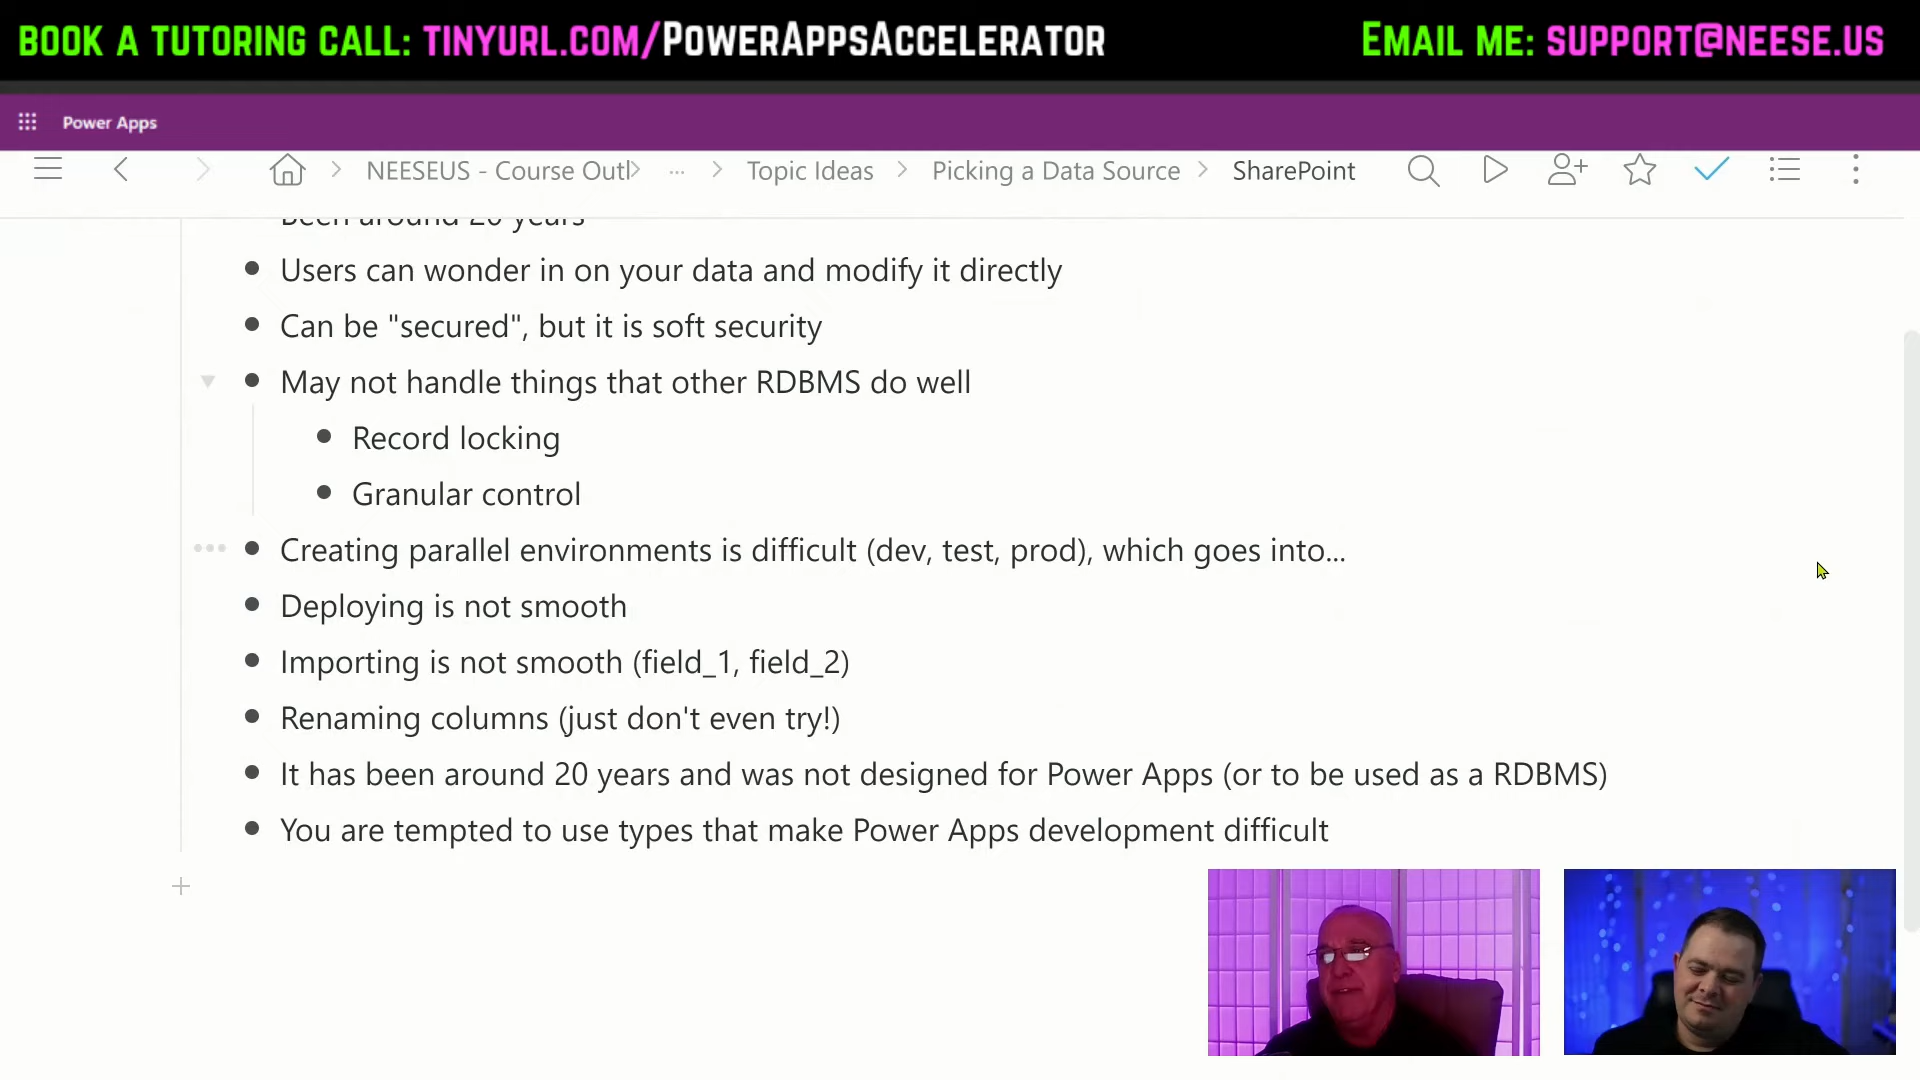 BOOK A TUTORING CALL: TINYURL.COM/POWERAPPSACCELERATOR
EMAIL ME: SUPPORT@NEESE.US
Power Apps
NEESEUS - Course Outl
...
Topic Ideas
Picking a Data Source
SharePoint
Been around 20 years
Users can wonder in on your data and modify it directly
Can be "secured", but it is soft security
May not handle things that other RDBMS do well
Record locking
Granular control
Creating parallel environments is difficult (dev, test, prod), which goes into...
Deploying is not smooth
Importing is not smooth (field_1, field_2)
Renaming columns (just don't even try!)
It has been around 20 years and was not designed for Power Apps (or to be used as a RDBMS)
You are tempted to use types that make Power Apps development difficult